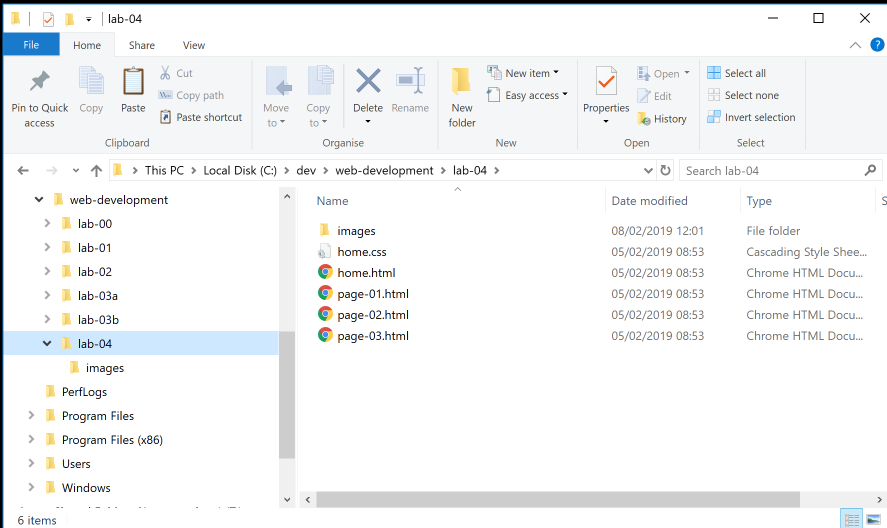 lab-04
File Home Share View
Pin to Quick access
Copy
Paste
Cut
Copy path
Paste shortcut
Clipboard
Move to
Copy to
Delete
Rename
Organise
New folder
New item
Easy access
New
Properties
Open
Edit
History
Open
Select all
Select none
Invert selection
Select
This PC > Local Disk (C:) > dev > web-development > lab-04 >
Search lab-04
web-development
lab-00
lab-01
lab-02
lab-03a
lab-03b
lab-04
images
PerfLogs
Program Files
Program Files (x86)
Users
Windows
Name Date modified Type S
images 08/02/2019 12:01 File folder
home.css 05/02/2019 08:53 Cascading Style Shee...
home.html 05/02/2019 08:53 Chrome HTML Docu...
page-01.html 05/02/2019 08:53 Chrome HTML Docu...
page-02.html 05/02/2019 08:53 Chrome HTML Docu...
page-03.html 05/02/2019 08:53 Chrome HTML Docu...
6 items